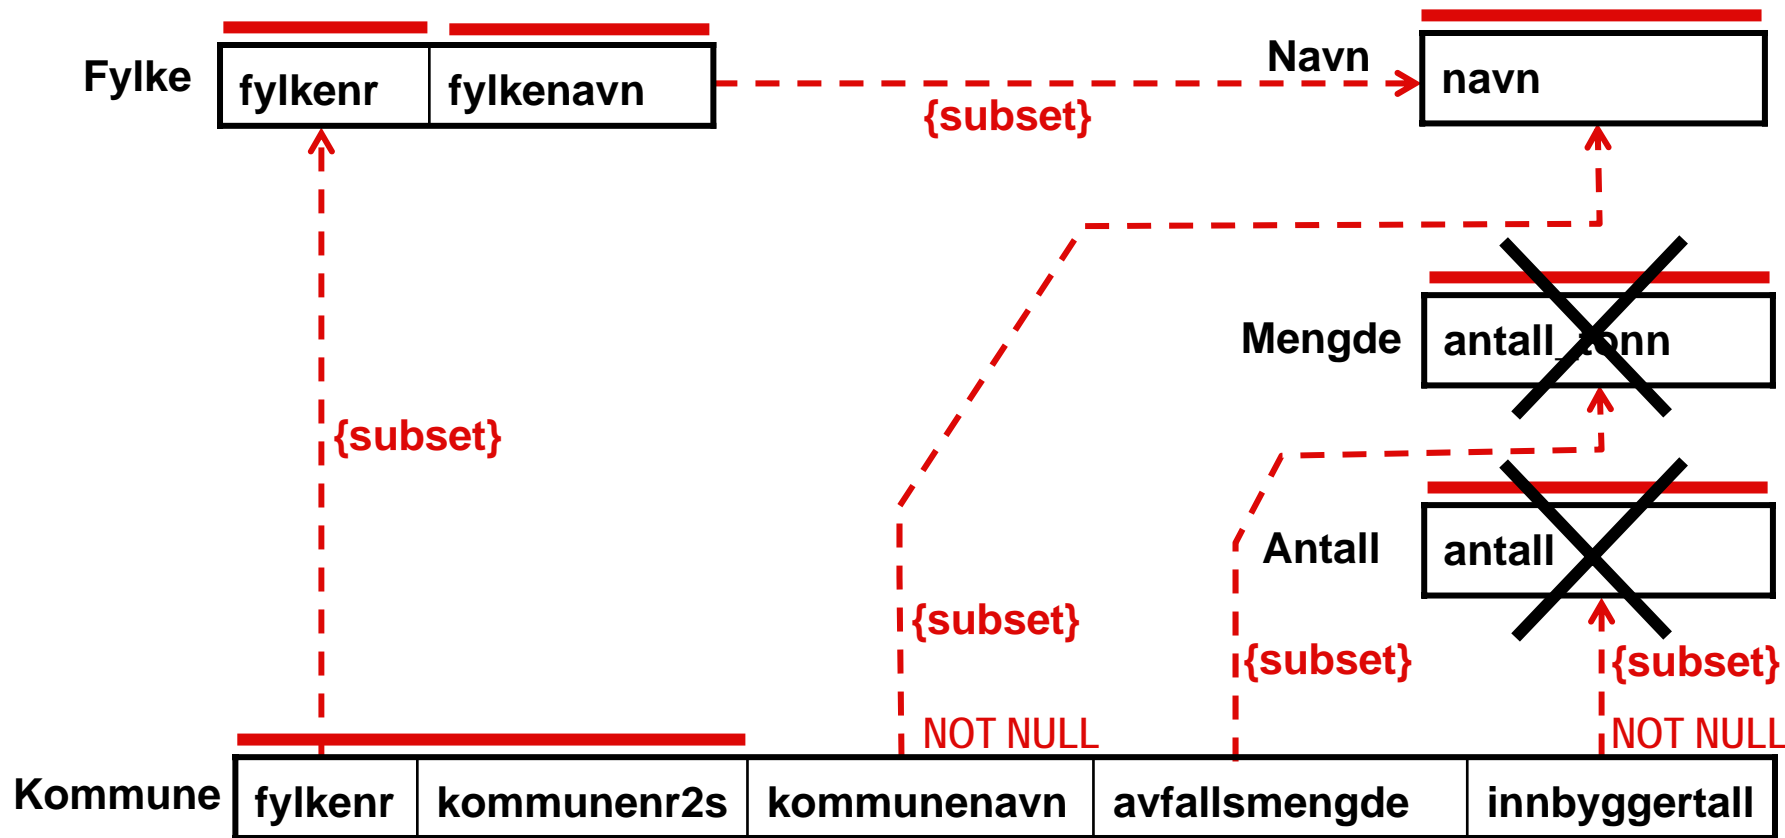 Fylke
fylkenr fylkenavn
{subset}
Navn
navn
Mengde
antall_tonn
{subset}
Antall
antall
{subset}
{subset}
{subset}
NOT NULL
NOT NULL
Kommune
fylkenr kommunenr2s kommunenavn avfallsmengde innbyggertall